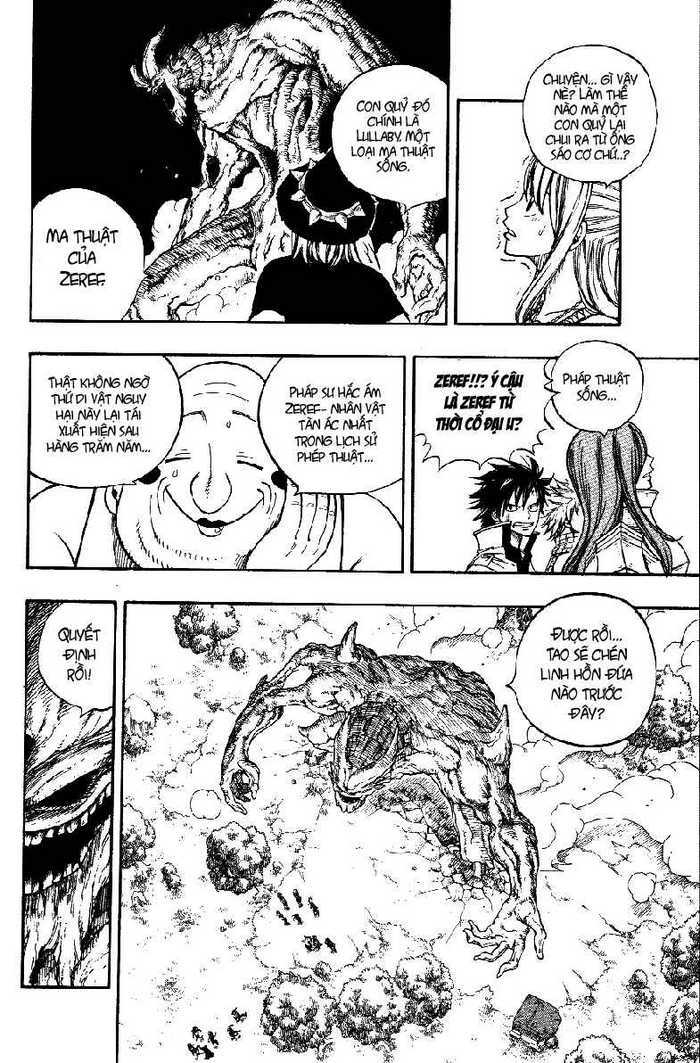 CHUYỆN... GÌ VẬY
NÈ? LÀM THẾ
NÀO MÀ MỘT
CON QUỶ LẠI
CHUI RA TỪ ỐNG
SÁO CƠ CHỨ..?
CON QUỶ ĐÓ
CHÍNH LÀ
LULLABY. MỘT
LOẠI MA THUẬT
SỐNG.
MA THUẬT
CỦA
ZEREF.
PHÁP THUẬT
SỐNG...
ZEREF!!? Ý CẬU
LÀ ZEREF TỪ
THỜI CỔ ĐẠI Ư?
PHÁP SƯ HẮC ÁM
ZEREF- NHÂN VẬT
TÀN ÁC NHẤT
TRONG LỊCH SỬ
PHÉP THUẬT...
THẬT KHÔNG NGỜ
THỨ DI VẬT NGUY
HẠI NÀY LẠI TÁI
XUẤT HIỆN SAU
HÀNG TRĂM NĂM...
ĐƯỢC RỒI...
TAO SẼ CHÉN
LINH HỒN ĐỨA
NÀO TRƯỚC
ĐÂY?
QUYẾT
ĐỊNH
RỒI!